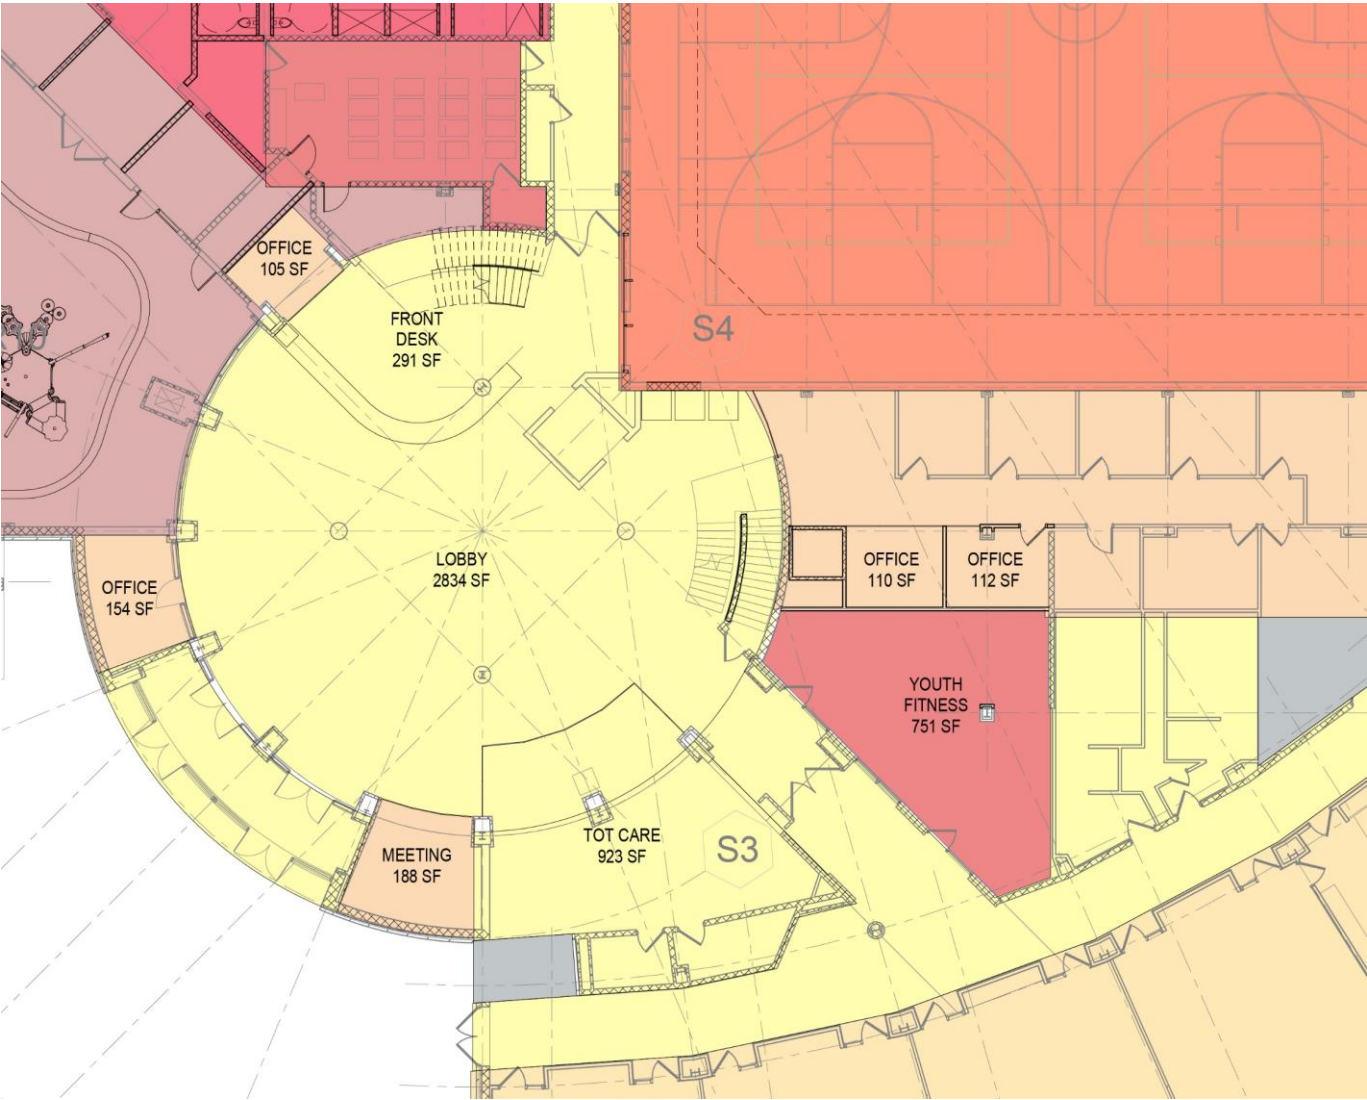 OFFICE
105 SF
FRONT
DESK
291 SF
S4
LOBBY
2834 SF
OFFICE
110 SF
OFFICE
112 SF
OFFICE
154 SF
YOUTH
FITNESS
751 SF
TOT CARE
923 SF
S3
MEETING
188 SF